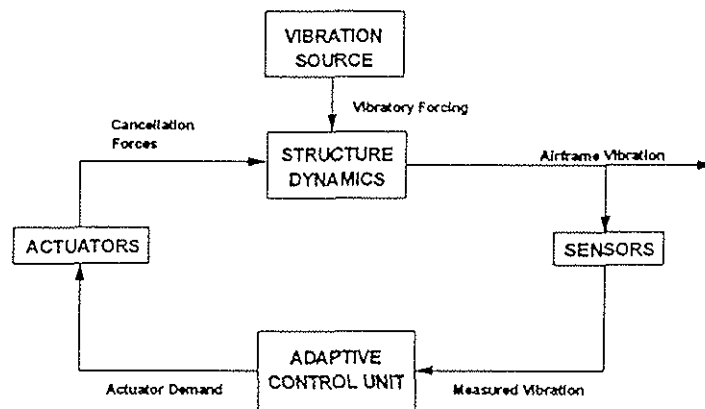 VIBRATION
SOURCE
Vibratory Forcing
Cancellation
Forces
STRUCTURE
DYNAMICS
Airframe Vibration
ACTUATORS
SENSORS
ADAPTIVE
CONTROL UNIT
Actuator Demand
Measured Vibration